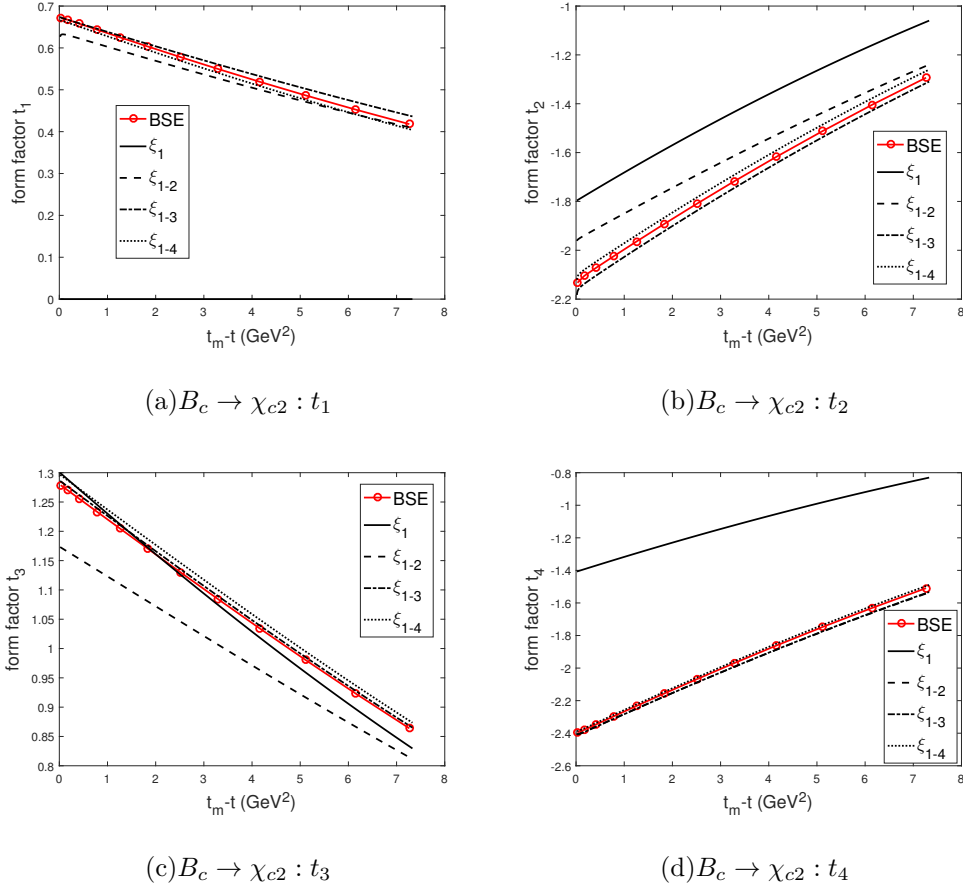 0.7
0.6
0.5
0.4
0.3
0.2
0.1
0
form factor t₁
BSE
ξ₁
ξ₁₋₂
ξ₁₋₃
ξ₁₋₄
0 1 2 3 4 5 6 7 8
tₘ-t (GeV²)
(a)B_c → χ_c2 : t₁
-1
-1.2
-1.4
-1.6
-1.8
-2
-2.2
form factor t₂
BSE
ξ₁
ξ₁₋₂
ξ₁₋₃
ξ₁₋₄
0 1 2 3 4 5 6 7 8
tₘ-t (GeV²)
(b)B_c → χ_c2 : t₂
1.3
1.25
1.2
1.15
1.1
1.05
1
0.95
0.9
0.85
0.8
form factor t₃
BSE
ξ₁
ξ₁₋₂
ξ₁₋₃
ξ₁₋₄
0 1 2 3 4 5 6 7 8
tₘ-t (GeV²)
(c)B_c → χ_c2 : t₃
-0.8
-1
-1.2
-1.4
-1.6
-1.8
-2
-2.2
-2.4
-2.6
form factor t₄
BSE
ξ₁
ξ₁₋₂
ξ₁₋₃
ξ₁₋₄
0 1 2 3 4 5 6 7 8
tₘ-t (GeV²)
(d)B_c → χ_c2 : t₄